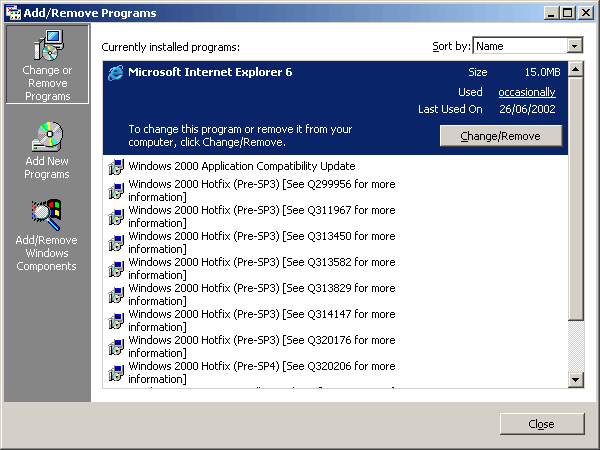 Add/Remove Programs
Change or
Remove
Programs
Add New
Programs
Add/Remove
Windows
Components
Currently installed programs:
Sort by: Name
Microsoft Internet Explorer 6
Size 15.0MB
Used occasionally
Last Used On 26/06/2002
To change this program or remove it from your
computer, click Change/Remove.
Change/Remove
Windows 2000 Application Compatibility Update
Windows 2000 Hotfix (Pre-SP3) [See Q299956 for more
information]
Windows 2000 Hotfix (Pre-SP3) [See Q311967 for more
information]
Windows 2000 Hotfix (Pre-SP3) [See Q313450 for more
information]
Windows 2000 Hotfix (Pre-SP3) [See Q313582 for more
information]
Windows 2000 Hotfix (Pre-SP3) [See Q313829 for more
information]
Windows 2000 Hotfix (Pre-SP3) [See Q314147 for more
information]
Windows 2000 Hotfix (Pre-SP3) [See Q320176 for more
information]
Windows 2000 Hotfix (Pre-SP4) [See Q320206 for more
information]
Close